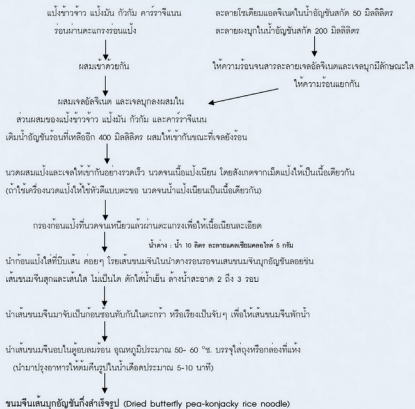 แป้งข้าวจ้าว แป้งมัน กัวกัม คาร์ราจีแนน
ร่อนผ่านตะแกรงร่อนแป้ง
ละลายโซเดียมแอลจิเนตในน้ำอัญชันสกัด 50 มิลลิลิตร
ละลายผงบุกในน้ำอัญชันสกัด 200 มิลลิลิตร
ผสมเข้าด้วยกัน
ให้ความร้อนจนสารละลายเจลอัลจิเนตและเจลบุกมีลักษณะใส
ให้ความร้อนแยกกัน
ผสมเจลอัลจิเนต และเจลบุกลงผสมใน
ส่วนผสมของแป้งข้าวจ้าว แป้งมัน กัวกัม และคาร์ราจีแนน
เติมน้ำอัญชันร้อนที่เหลืออีก 400 มิลลิลิตร ผสมให้เข้ากันขณะที่เจลยังร้อน
นวดผสมแป้งและเจลให้เข้ากันอย่างรวดเร็ว นวดจนเนื้อแป้งเนียน โดยสังเกตจากเม็ดแป้งให้เป็นเนื้อเดียวกัน
(ถ้าใช้เครื่องนวดแป้งให้ใช้หัวตีแบบตะขอ นวดจนน้ำแป้งเนียนเป็นเนื้อเดียวกัน)
กรองก้อนแป้งที่นวดจนเหนียวแล้วผ่านตะแกรงเพื่อให้เนื้อเนียนละเอียด
น้ำด่าง : น้ำ 10 ลิตร ละลายแคลเซียมคลอไรด์ 5 กรัม
นำก้อนแป้งใส่ที่บีบเส้น ค่อยๆ โรยเส้นขนมจีนในน้ำด่างรอนรอจนเส้นขนมจีนบุกอัญชันลอยขึ้น
เส้นขนมจีนสุกและเส้นใส ไม่เป็นไต ตักใส่น้ำเย็น ล้างน้ำสะอาด 2 ถึง 3 รอบ
นำเส้นขนมจีนมาจับเป็นก้อนซ้อนทับกันในตะกร้า หรือเรียงเป็นจับๆ เพื่อให้เส้นขนมจีนพักน้ำ
นำเส้นขนมจีนอบในตู้อบลมร้อน อุณหภูมิประมาณ 50- 60 °ซ. บรรจุใส่ถุงหรือกล่องที่แห้ง
(นำมาปรุงอาหารให้ต้มคืนรูปในน้ำเดือดประมาณ 5-10 นาที)
ขนมจีนเส้นบุกอัญชันกึ่งสำเร็จรูป (Dried butterfly pea-konjacky rice noodle)